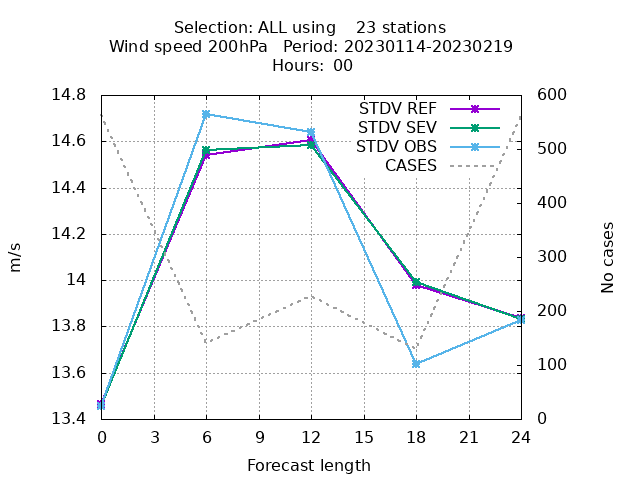 Selection: ALL using    23 stations
Wind speed 200hPa   Period: 20230114-20230219
Hours:  00
STDV REF
STDV SEV
STDV OBS
CASES
14.8
14.6
14.4
14.2
14
13.8
13.6
13.4
m/s
600
500
400
300
200
100
0
No cases
0 3 6 9 12 15 18 21 24
Forecast length